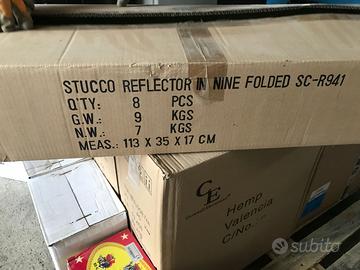 STUCCO REFLECTOR IN NINE FOLDED SC-R941
Q'TY: 8 PCS
G.W.: 9 KGS
N.W.: 7 KGS
MEAS.: 113 X 35 X 17 CM
CE
Hemp
Valencia
C/No.:
subito